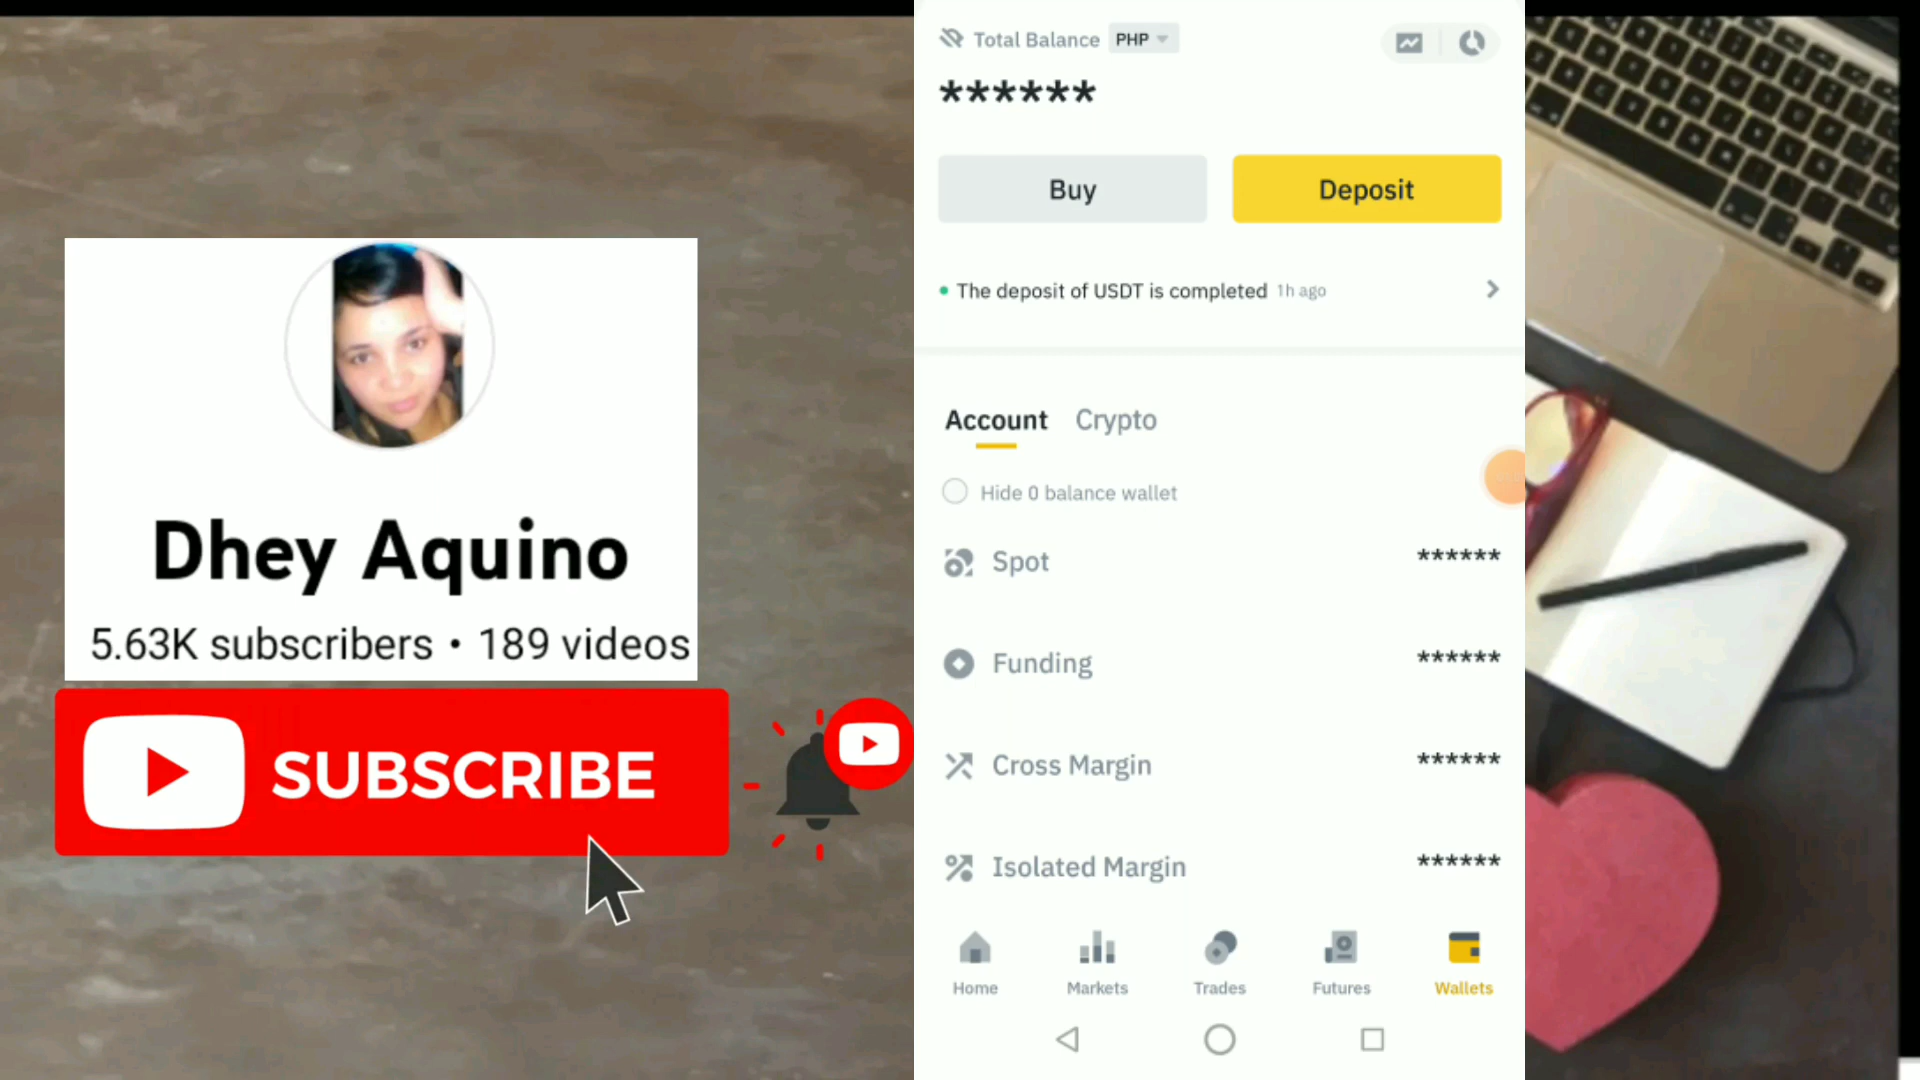 Dhey Aquino
5.63K subscribers • 189 videos
SUBSCRIBE
Total Balance PHP
******
Buy
Deposit
The deposit of USDT is completed 1h ago
Account Crypto
Hide 0 balance wallet
Spot ******
Funding ******
Cross Margin ******
Isolated Margin ******
Home Markets Trades Futures Wallets